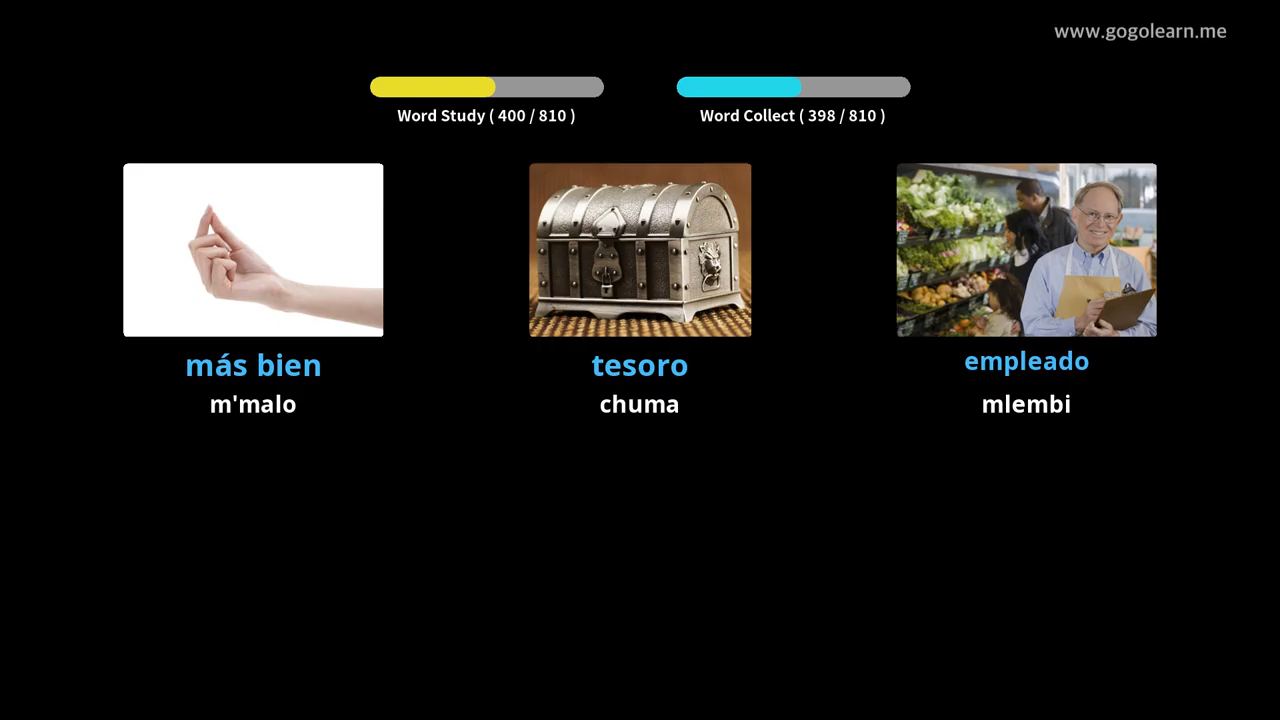 www.gogolearn.me
Word Study ( 400 / 810 )
Word Collect ( 398 / 810 )
más bien
m'malo
tesoro
chuma
empleado
mlembi